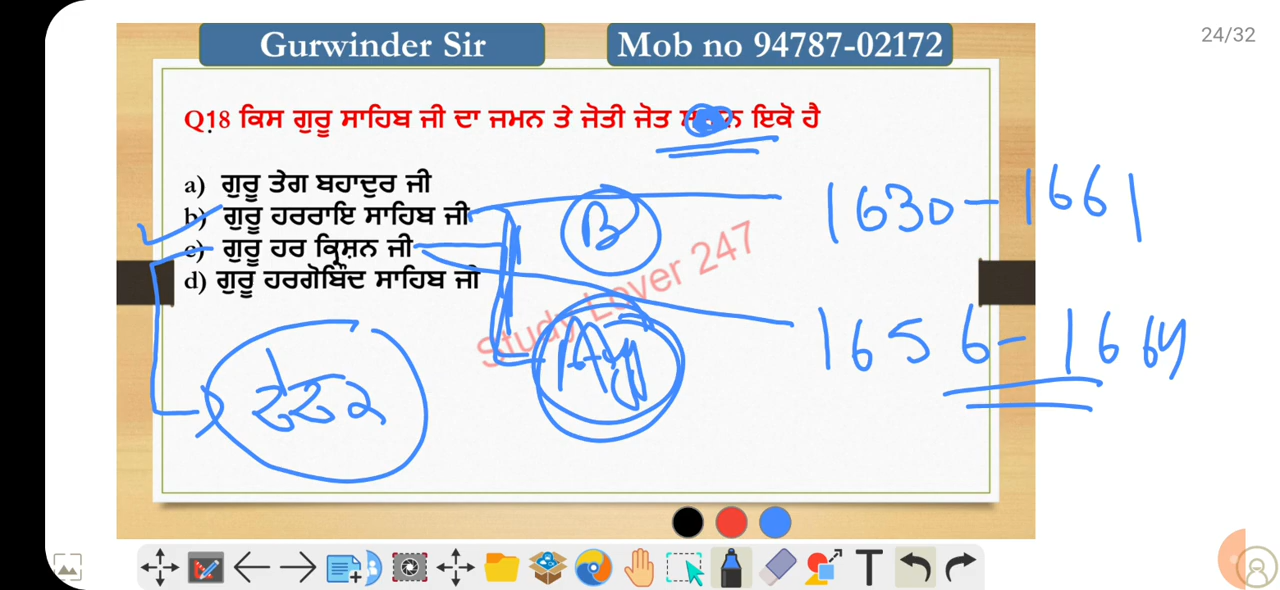 24/32
Gurwinder Sir
Mob no 94787-02172
Q18 ਕਿਸ ਗੁਰੂ ਸਾਹਿਬ ਜੀ ਦਾ ਜਮਨ ਤੇ ਜੋਤੀ ਜੋਤ ਇਕੋ ਹੈ
a) ਗੁਰੂ ਤੇਗ ਬਹਾਦੁਰ ਜੀ
b) ਗੁਰੂ ਹਰਰਾਇ ਸਾਹਿਬ ਜੀ
c) ਗੁਰੂ ਹਰ ਕ੍ਰਿਸ਼ਨ ਜੀ
d) ਗੁਰੂ ਹਰਗੋਬਿੰਦ ਸਾਹਿਬ ਜੀ
B
1630-1661
1656-1664
Study Lover 247
T